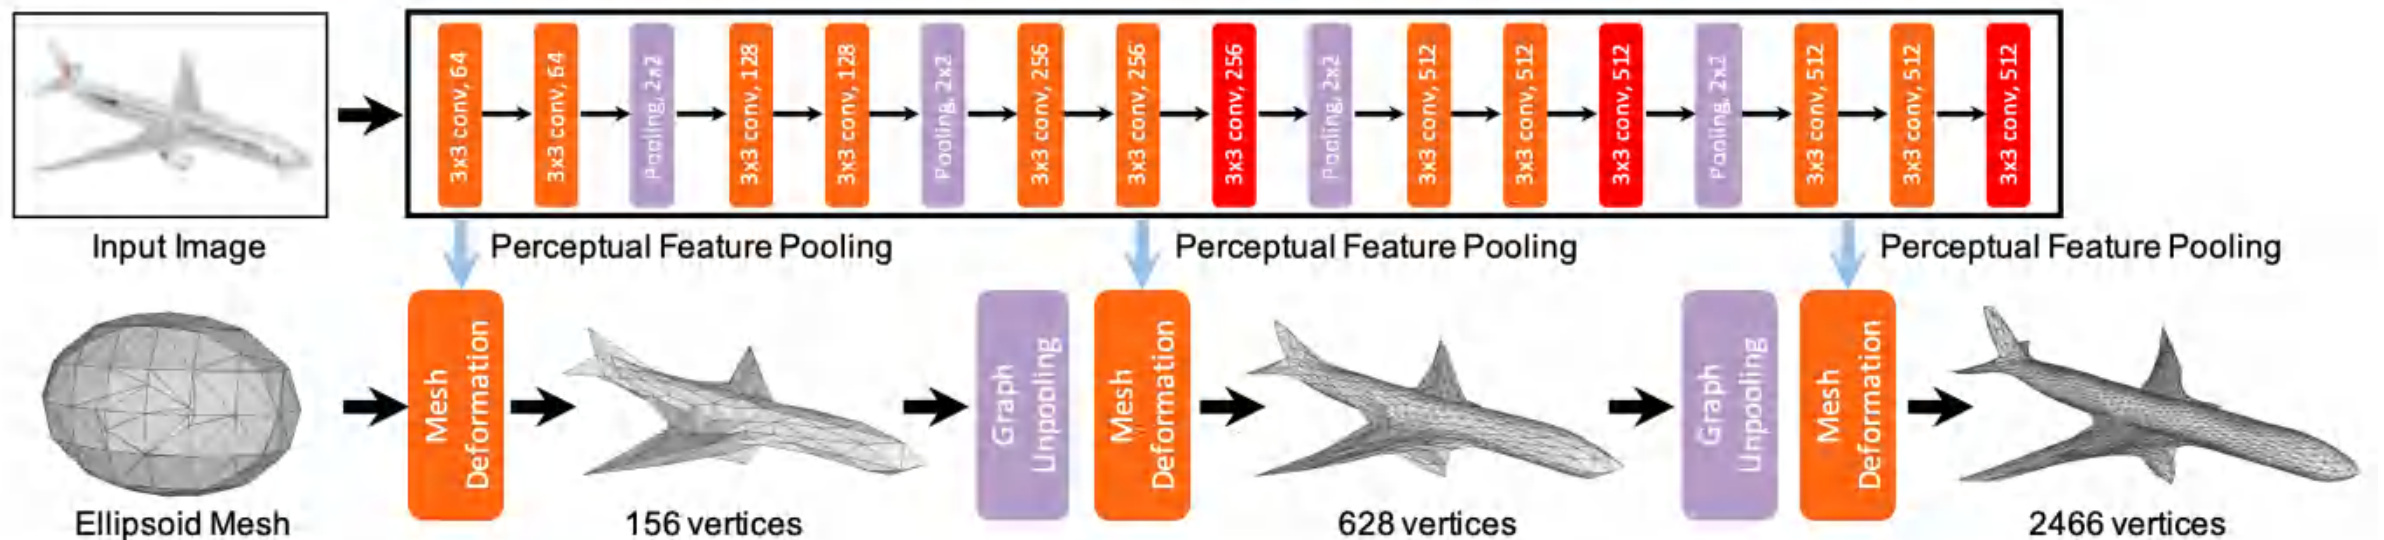 3x3 conv, 64
3x3 conv, 64
Pooling, 2x2
3x3 conv, 128
3x3 conv, 128
Pooling, 2x2
3x3 conv, 256
3x3 conv, 256
3x3 conv, 256
Pooling, 2x2
3x3 conv, 512
3x3 conv, 512
3x3 conv, 512
Pooling, 2x2
3x3 conv, 512
3x3 conv, 512
3x3 conv, 512
Input Image
Perceptual Feature Pooling
Perceptual Feature Pooling
Perceptual Feature Pooling
Mesh
Deformation
Graph
Unpooling
Mesh
Deformation
Graph
Unpooling
Mesh
Deformation
Ellipsoid Mesh
156 vertices
628 vertices
2466 vertices